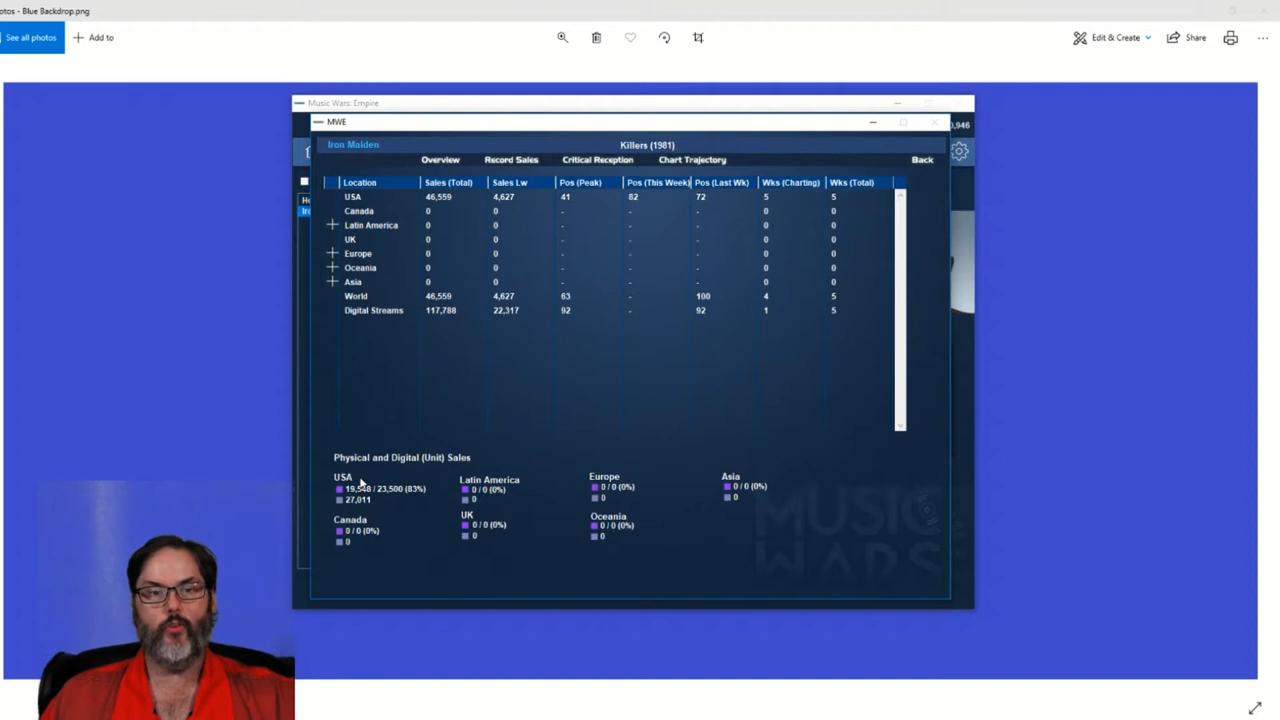 otos - Blue Backdrop.png
See all photos
Add to
Edit & Create
Share
Music Wars: Empire
MWE
0,946
Iron Maiden
Killers (1981)
Overview
Record Sales
Critical Reception
Chart Trajectory
Back
Location Sales (Total) Sales Lw Pos (Peak) Pos (This Week) Pos (Last Wk) Wks (Charting) Wks (Total)
USA 46,559 4,627 41 82 72 5 5
Canada 0 0 - - - 0 0
Latin America 0 0 - - - 0 0
UK 0 0 - - - 0 0
Europe 0 0 - - - 0 0
Oceania 0 0 - - - 0 0
Asia 0 0 - - - 0 0
World 46,559 4,627 63 - 100 4 5
Digital Streams 117,788 22,317 92 - 92 1 5
Physical and Digital (Unit) Sales
USA
19,548 / 23,500 (83%)
27,011
Latin America
0 / 0 (0%)
0
Europe
0 / 0 (0%)
0
Asia
0 / 0 (0%)
0
Canada
0 / 0 (0%)
0
UK
0 / 0 (0%)
0
Oceania
0 / 0 (0%)
0
MUSIC
WARS